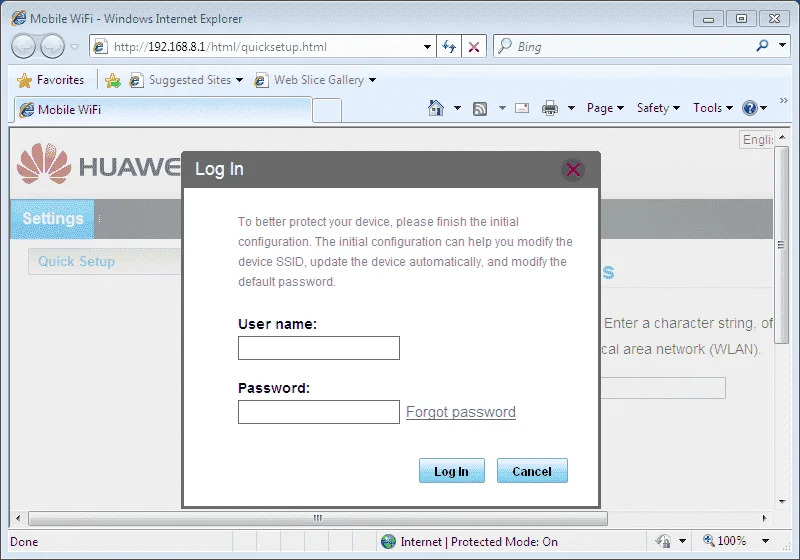 Mobile WiFi - Windows Internet Explorer
http://192.168.8.1/html/quicksetup.html
Bing
Favorites
Suggested Sites
Web Slice Gallery
Mobile WiFi
Page
Safety
Tools
Englis
HUAWE
Log In
Settings
To better protect your device, please finish the initial
configuration. The initial configuration can help you modify the
device SSID, update the device automatically, and modify the
default password.
Quick Setup
s
User name:
Enter a character string, of
cal area network (WLAN).
Password:
Forgot password
Log In
Cancel
Done
Internet | Protected Mode: On
100%